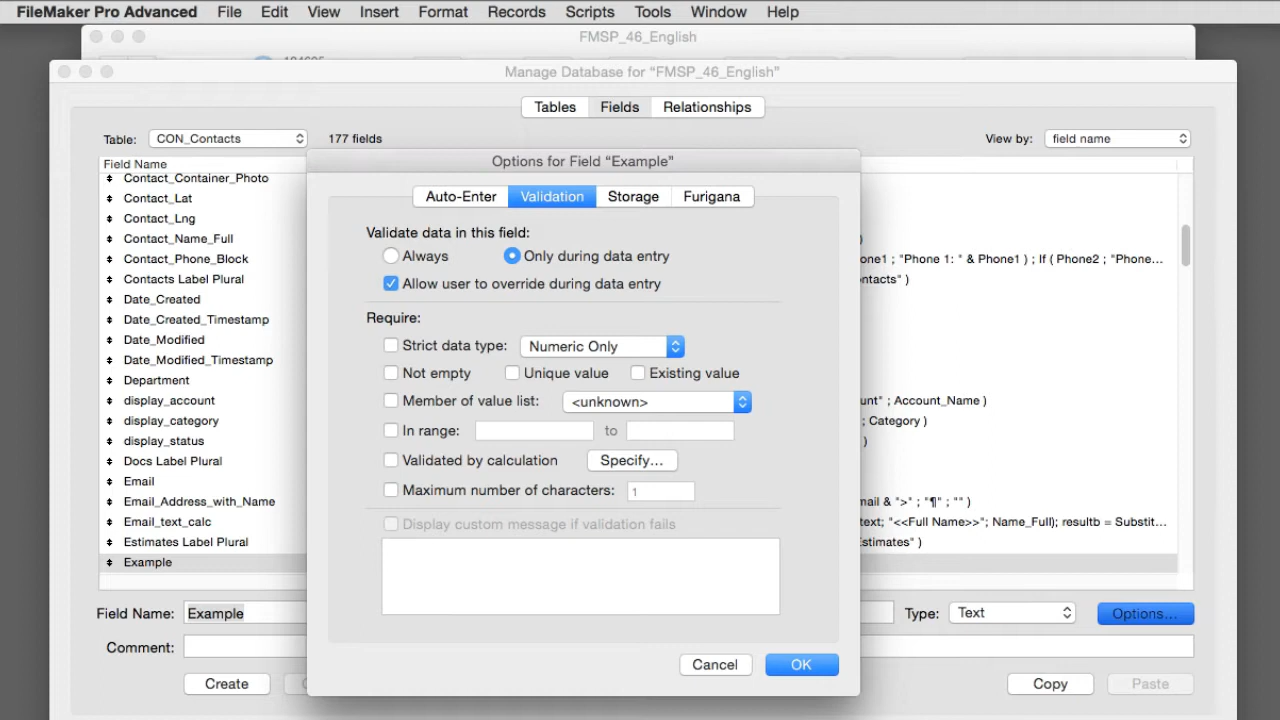 FileMaker Pro Advanced File Edit View Insert Format Records Scripts Tools Window Help
FMSP_46_English
Manage Database for "FMSP_46_English"
Tables Fields Relationships
Table: CON_Contacts 177 fields View by: field name
Options for Field "Example"
Field Name
Contact_Container_Photo
Auto-Enter Validation Storage Furigana
Contact_Lat
Contact_Lng
Validate data in this field:
Contact_Name_Full )
Always Only during data entry
Contact_Phone_Block one1 ; "Phone 1: " & Phone1 ) ; If ( Phone2 ; "Phone...
Contacts Label Plural ntacts" )
Allow user to override during data entry
Date_Created
Date_Created_Timestamp
Require:
Date_Modified
Strict data type: Numeric Only
Date_Modified_Timestamp
Not empty Unique value Existing value
Department
display_account unt" ; Account_Name )
Member of value list: <unknown>
display_category ; Category )
In range: to
display_status )
Docs Label Plural
Validated by calculation Specify...
Email
Maximum number of characters: 1
Email_Address_with_Name mail & ">" ; "¶" ; "" )
Email_text_calc text; "<<Full Name>>"; Name_Full); resultb = Substit...
Display custom message if validation fails
Estimates Label Plural Estimates" )
Example
Field Name: Example Type: Text Options...
Comment:
Cancel OK
Create Copy Paste